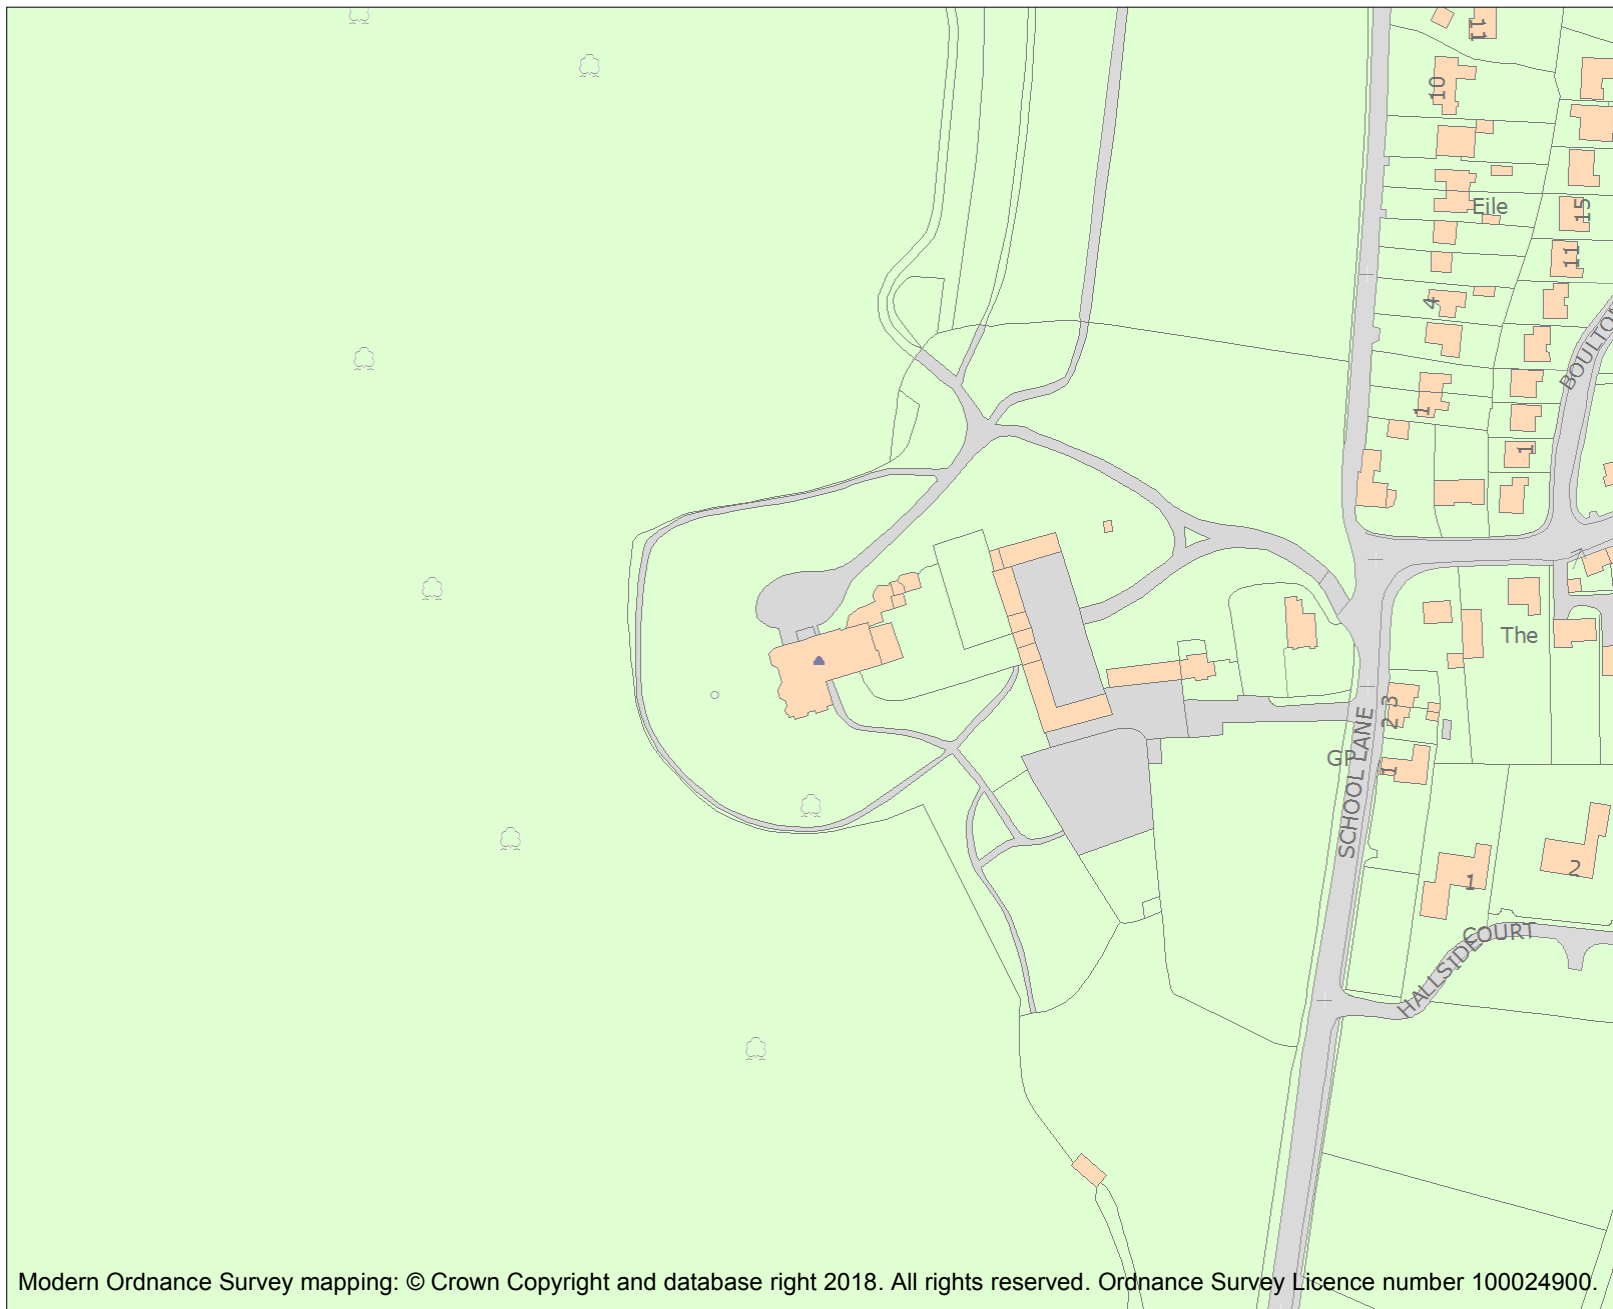 11
10
Eile
15
11
4
BOULTON
1
1
The
3
2
GP
1
SCHOOL LANE
2
1
COURT
HALLSIDE
Modern Ordnance Survey mapping: © Crown Copyright and database right 2018. All rights reserved. Ordnance Survey Licence number 100024900.